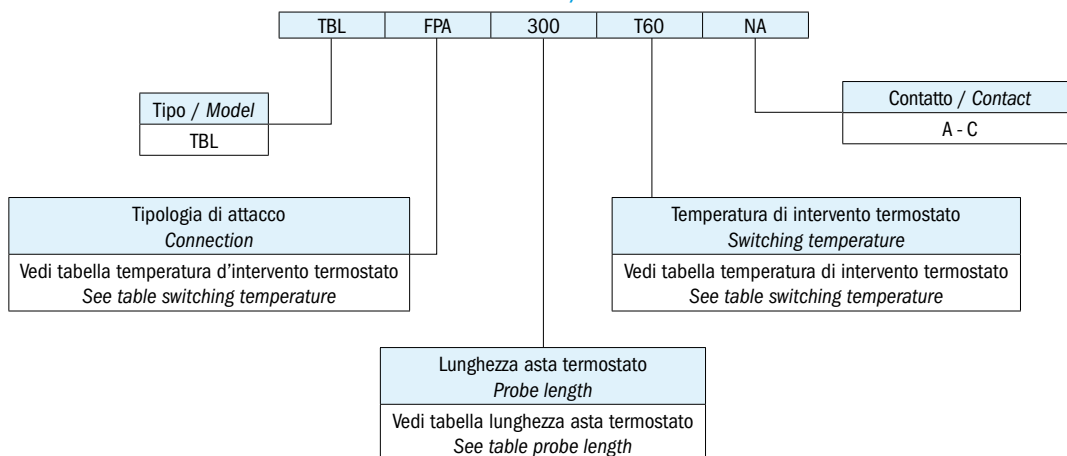 TBL FPA 300 T60 NA
Tipo / Model
TBL
Contatto / Contact
A - C
Tipologia di attacco
Connection
Vedi tabella temperatura d'intervento termostato
See table switching temperature
Temperatura di intervento termostato
Switching temperature
Vedi tabella temperatura di intervento termostato
See table switching temperature
Lunghezza asta termostato
Probe length
Vedi tabella lunghezza asta termostato
See table probe length